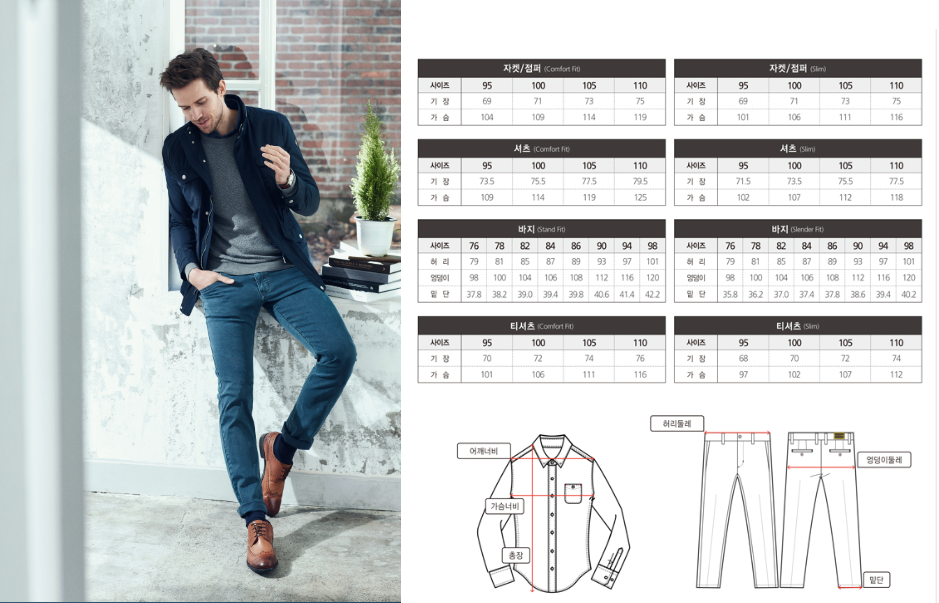 자켓/점퍼 (Comfort Fit)
사이즈 95 100 105 110
기 장 69 71 73 75
가 슴 104 109 114 119
자켓/점퍼 (Slim)
사이즈 95 100 105 110
기 장 69 71 73 75
가 슴 101 106 111 116
셔츠 (Comfort Fit)
사이즈 95 100 105 110
기 장 73.5 75.5 77.5 79.5
가 슴 109 114 119 125
셔츠 (Slim)
사이즈 95 100 105 110
기 장 71.5 73.5 75.5 77.5
가 슴 102 107 112 118
바지 (Stand Fit)
사이즈 76 78 82 84 86 90 94 98
허 리 79 81 85 87 89 93 97 101
엉덩이 98 100 104 106 108 112 116 120
밑 단 37.8 38.2 39.0 39.4 39.8 40.6 41.4 42.2
바지 (Slender Fit)
사이즈 76 78 82 84 86 90 94 98
허 리 79 81 85 87 89 93 97 101
엉덩이 98 100 104 106 108 112 116 120
밑 단 35.8 36.2 37.0 37.4 37.8 38.6 39.4 40.2
티셔츠 (Comfort Fit)
사이즈 95 100 105 110
기 장 70 72 74 76
가 슴 101 106 111 116
티셔츠 (Slim)
사이즈 95 100 105 110
기 장 68 70 72 74
가 슴 97 102 107 112
어깨너비
가슴너비
총장
허리둘레
엉덩이둘레
밑단